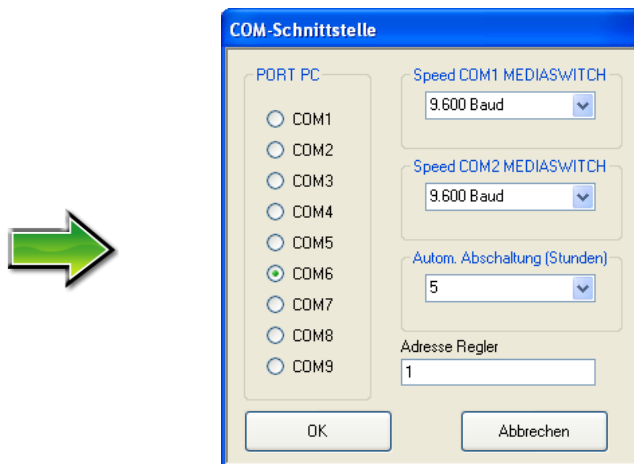 COM-Schnittstelle
PORT PC
COM1
COM2
COM3
COM4
COM5
COM6
COM7
COM8
COM9
Speed COM1 MEDIASWITCH
9.600 Baud
Speed COM2 MEDIASWITCH
9.600 Baud
Autom. Abschaltung (Stunden)
5
Adresse Regler
1
OK
Abbrechen